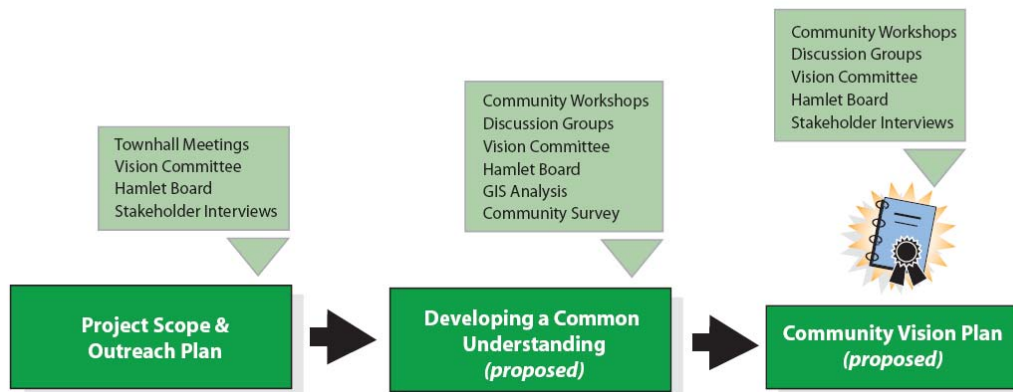 Townhall Meetings
Vision Committee
Hamlet Board
Stakeholder Interviews
Project Scope &
Outreach Plan
Community Workshops
Discussion Groups
Vision Committee
Hamlet Board
GIS Analysis
Community Survey
Developing a Common
Understanding
(proposed)
Community Workshops
Discussion Groups
Vision Committee
Hamlet Board
Stakeholder Interviews
Community Vision Plan
(proposed)